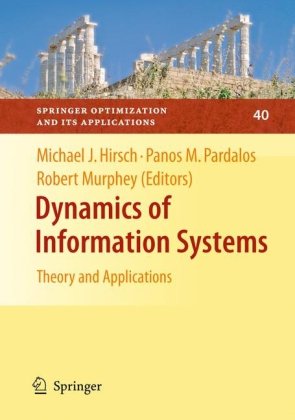 SPRINGER OPTIMIZATION
AND ITS APPLICATIONS
40
Michael J. Hirsch · Panos M. Pardalos
Robert Murphey (Editors)
Dynamics of
Information Systems
Theory and Applications
Springer